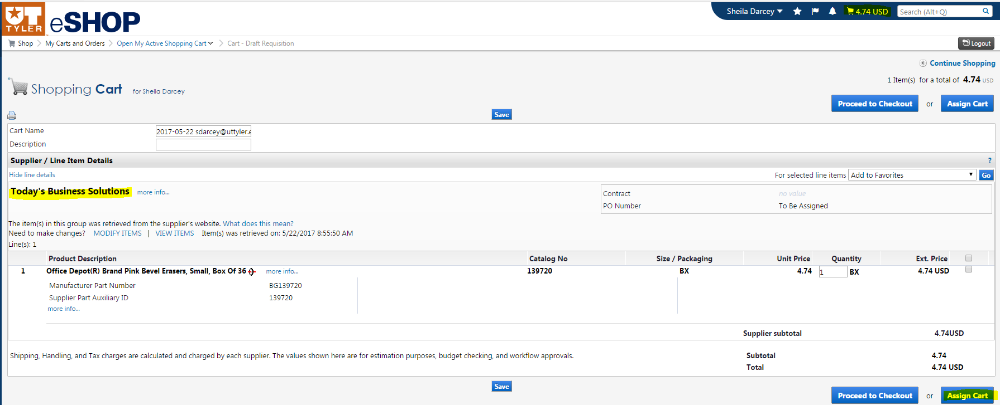 UT
TYLER
eSHOP
Sheila Darcey
4.74 USD
Search (Alt+Q)
Shop
My Carts and Orders
Open My Active Shopping Cart
Cart - Draft Requisition
Logout
Continue Shopping
1 Item(s) for a total of 4.74 USD
Shopping Cart for Sheila Darcey
Proceed to Checkout or Assign Cart
Save
Cart Name 2017-05-22 sdarcey@uttyler.e
Description
Supplier / Line Item Details ?
Hide line details
For selected line items Add to Favorites Go
Today's Business Solutions more info...
Contract no value
PO Number To Be Assigned
The item(s) in this group was retrieved from the supplier's website. What does this mean?
Need to make changes? MODIFY ITEMS | VIEW ITEMS Item(s) was retrieved on: 5/22/2017 8:55:50 AM
Line(s): 1
Product Description Catalog No Size / Packaging Unit Price Quantity Ext. Price
1 Office Depot(R) Brand Pink Bevel Erasers, Small, Box Of 36 more info... 139720 BX 4.74 1 BX 4.74 USD
Manufacturer Part Number BG139720
Supplier Part Auxiliary ID 139720
more info...
Supplier subtotal 4.74USD
Shipping, Handling, and Tax charges are calculated and charged by each supplier. The values shown here are for estimation purposes, budget checking, and workflow approvals.
Subtotal 4.74
Total 4.74 USD
Save
Proceed to Checkout or Assign Cart